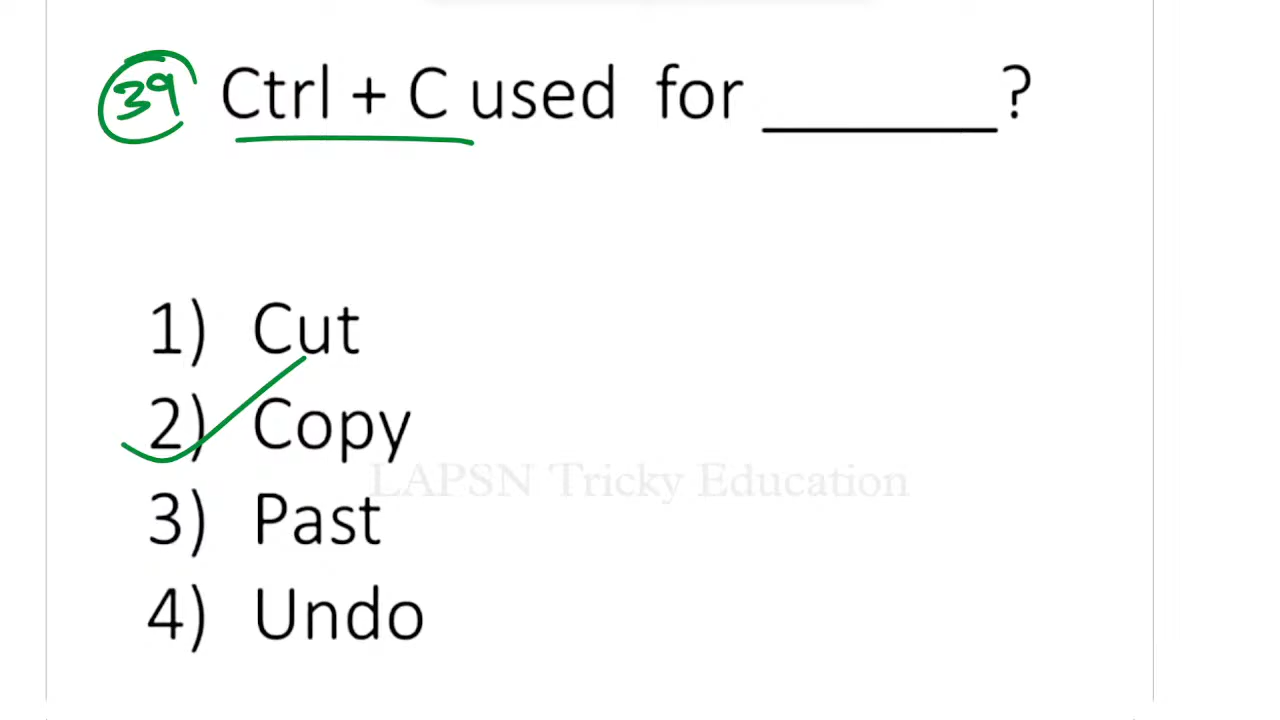 39 Ctrl + C used for ________?
1) Cut
2) Copy
LAPSN Tricky Education
3) Past
4) Undo